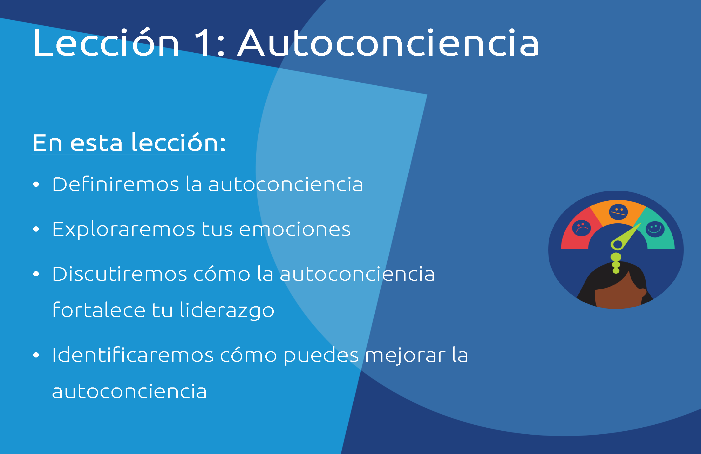 Lección 1: Autoconciencia
En esta lección:
• Definiremos la autoconciencia
• Exploraremos tus emociones
• Discutiremos cómo la autoconciencia
fortalece tu liderazgo
• Identificaremos cómo puedes mejorar la
autoconciencia